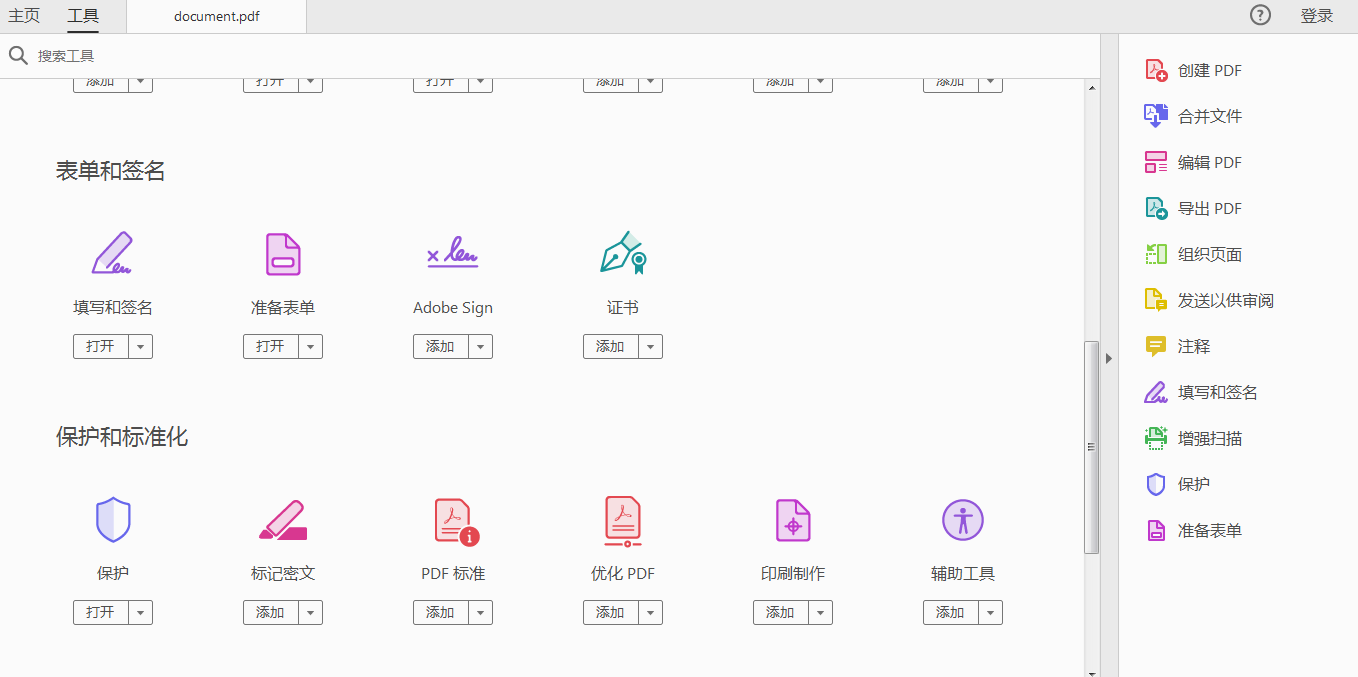 主页 工具 document.pdf 登录
搜索工具
添加 打开 打开 添加 添加 添加
表单和签名
填写和签名 准备表单 Adobe Sign 证书
打开 打开 添加 添加
保护和标准化
保护 标记密文 PDF 标准 优化 PDF 印刷制作 辅助工具
打开 添加 添加 添加 添加 添加
创建 PDF
合并文件
编辑 PDF
导出 PDF
组织页面
发送以供审阅
注释
填写和签名
增强扫描
保护
准备表单